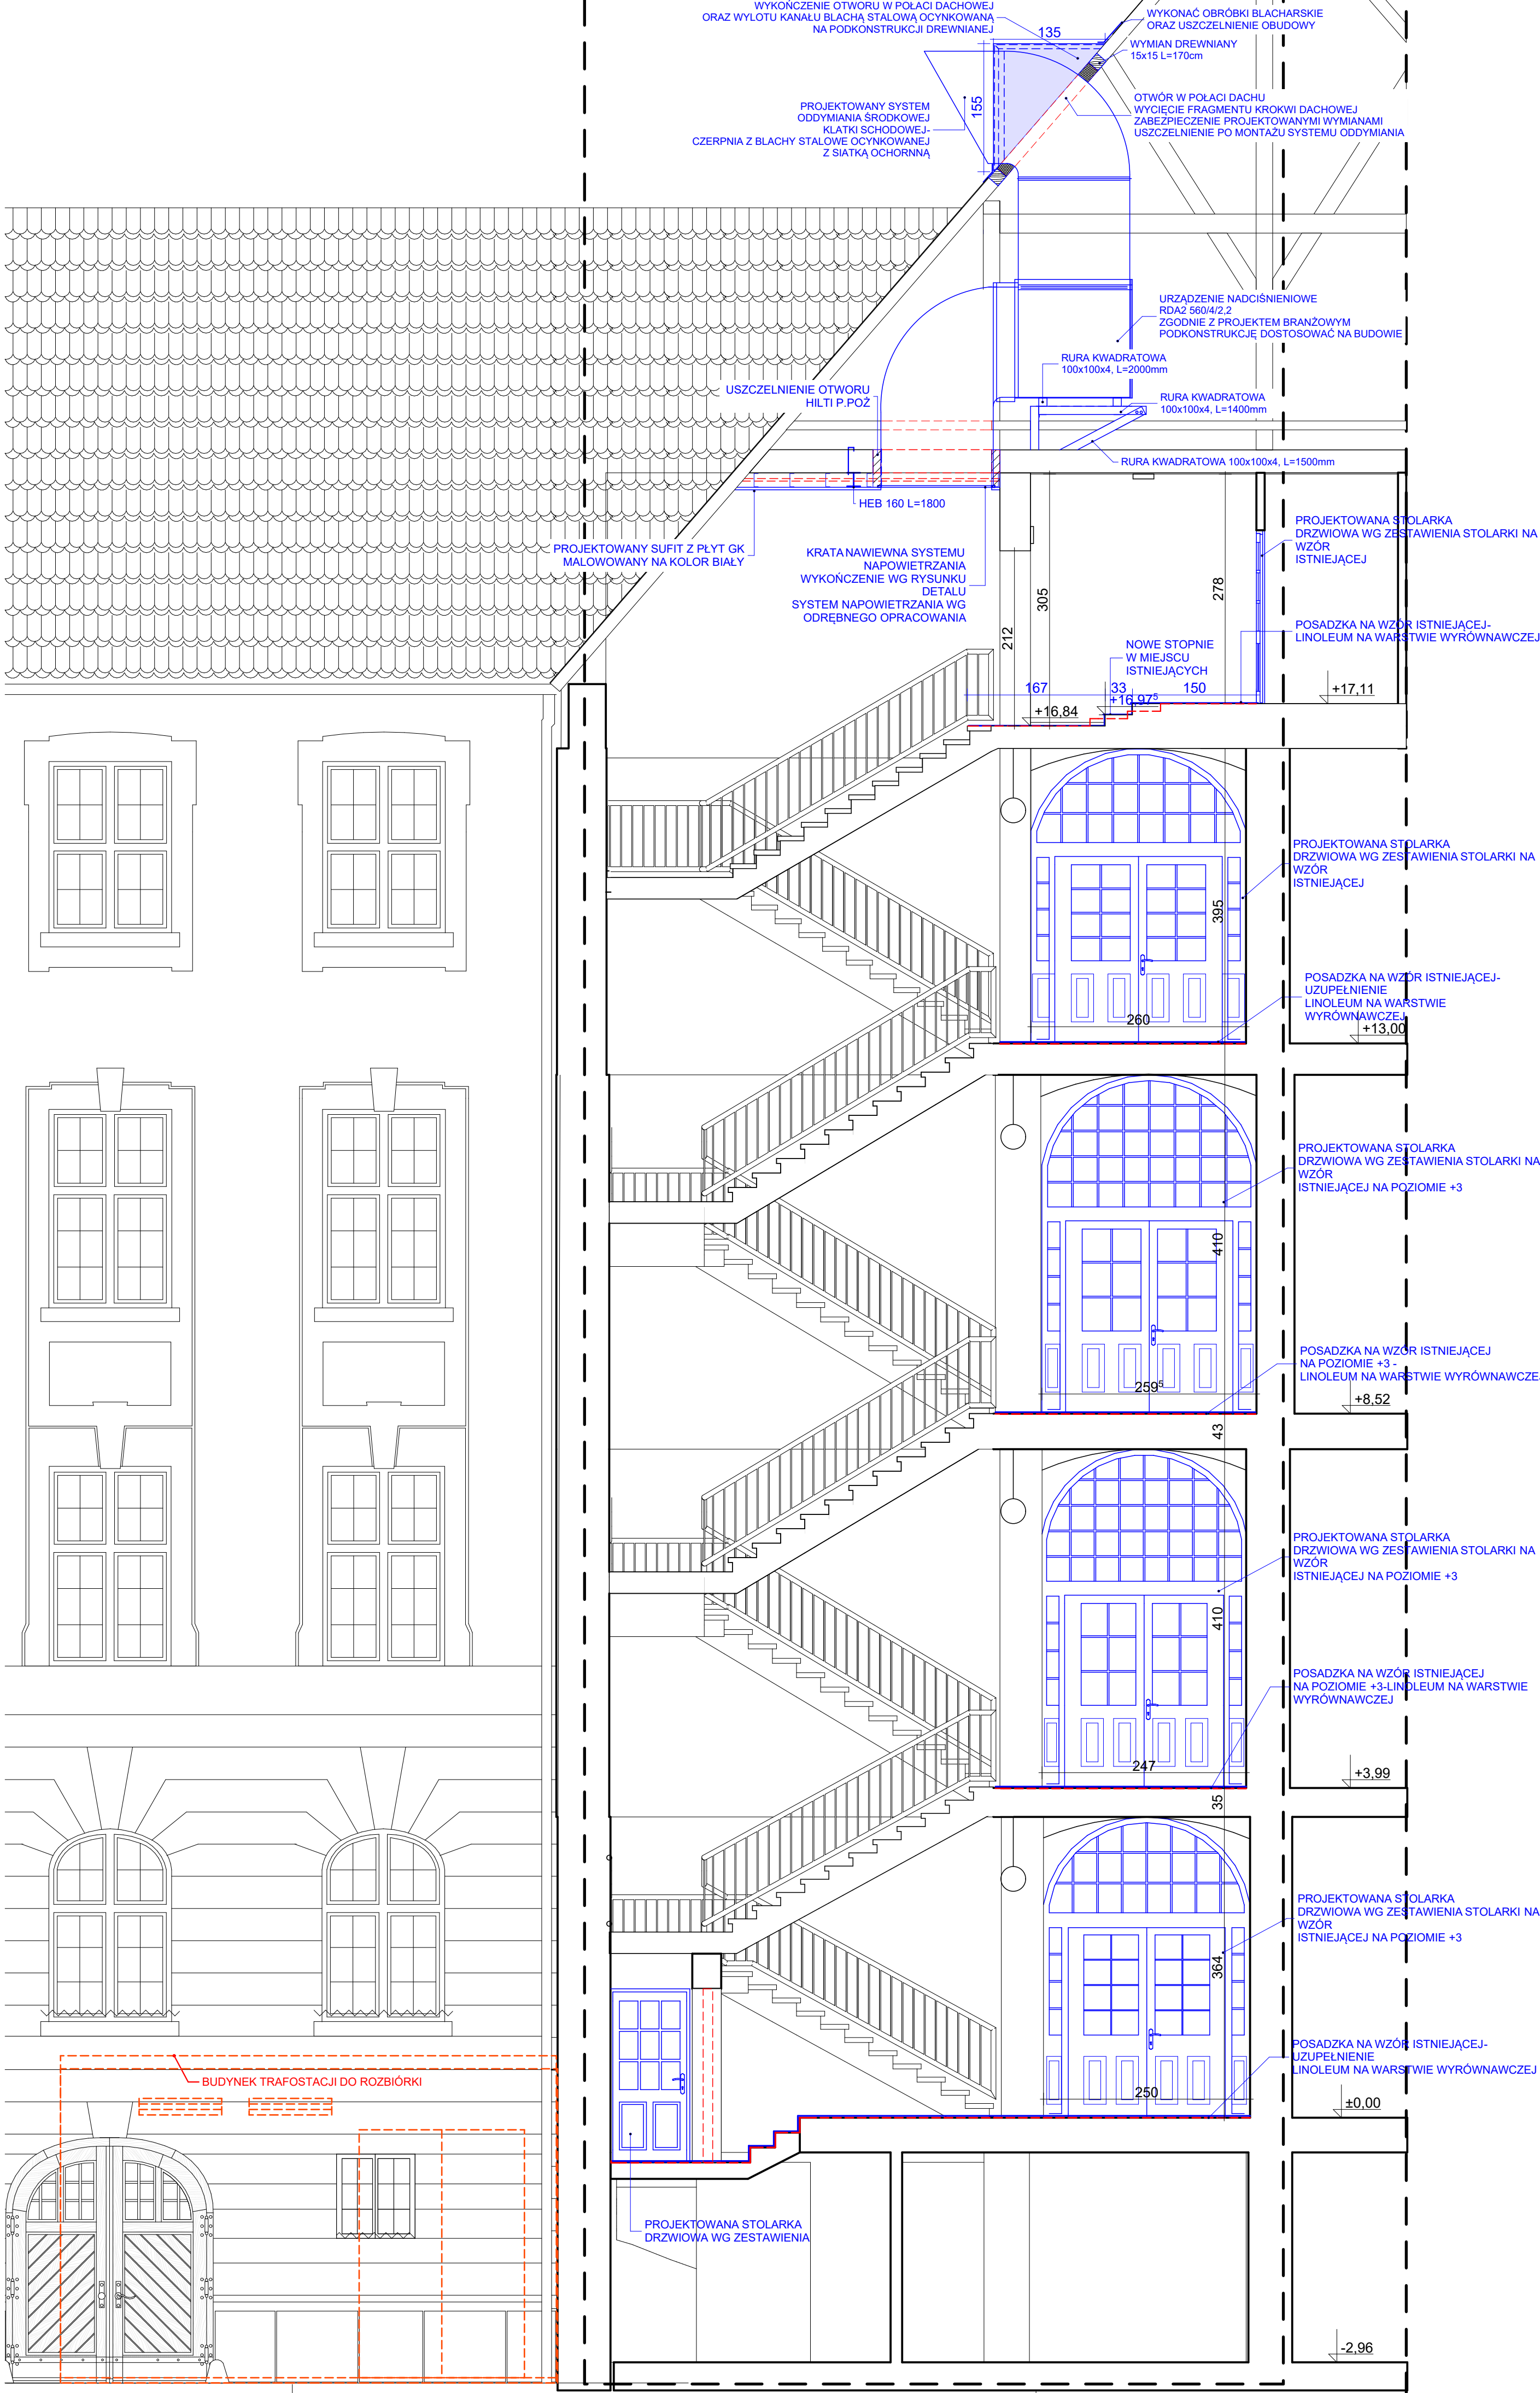 WYKOŃCZENIE OTWORU W POŁACI DACHOWEJ
ORAZ WYLOTU KANAŁU BLACHĄ STALOWĄ OCYNKOWANĄ
NA PODKONSTRUKCJI DREWNIANEJ
WYKONAĆ OBRÓBKI BLACHARSKIE
ORAZ USZCZELNIENIE OBUDOWY
135
WYMIAN DREWNIANY
15x15 L=170cm
155
PROJEKTOWANY SYSTEM
ODDYMIANIA ŚRODKOWEJ
KLATKI SCHODOWEJ-
CZERPNIA Z BLACHY STALOWE OCYNKOWANEJ
Z SIATKĄ OCHORNNĄ
OTWÓR W POŁACI DACHU
WYCIĘCIE FRAGMENTU KROKWI DACHOWEJ
ZABEZPIECZENIE PROJEKTOWANYMI WYMIANAMI
USZCZELNIENIE PO MONTAŻU SYSTEMU ODDYMIANIA
URZĄDZENIE NADCIŚNIENIOWE
RDA2 560/4/2,2
ZGODNIE Z PROJEKTEM BRANŻOWYM
PODKONSTRUKCJĘ DOSTOSOWAĆ NA BUDOWIE
RURA KWADRATOWA
100x100x4, L=2000mm
USZCZELNIENIE OTWORU
HILTI P.POŻ
RURA KWADRATOWA
100x100x4, L=1400mm
RURA KWADRATOWA 100x100x4, L=1500mm
HEB 160 L=1800
PROJEKTOWANY SUFIT Z PŁYT GK
MALOWOWANY NA KOLOR BIAŁY
KRATA NAWIEWNA SYSTEMU
NAPOWIETRZANIA
WYKOŃCZENIE WG RYSUNKU
DETALU
SYSTEM NAPOWIETRZANIA WG
ODRĘBNEGO OPRACOWANIA
PROJEKTOWANA STOLARKA
DRZWIOWA WG ZESTAWIENIA STOLARKI NA
WZÓR
ISTNIEJĄCEJ
305
278
212
POSADZKA NA WZÓR ISTNIEJĄCEJ-
LINOLEUM NA WARSTWIE WYRÓWNAWCZEJ
NOWE STOPNIE
W MIEJSCU
ISTNIEJĄCYCH
167
33
150
+17,11
+16,97⁵
+16,84
PROJEKTOWANA STOLARKA
DRZWIOWA WG ZESTAWIENIA STOLARKI NA
WZÓR
ISTNIEJĄCEJ
395
POSADZKA NA WZÓR ISTNIEJĄCEJ-
UZUPEŁNIENIE
LINOLEUM NA WARSTWIE
WYRÓWNAWCZEJ
260
+13,00
PROJEKTOWANA STOLARKA
DRZWIOWA WG ZESTAWIENIA STOLARKI NA
WZÓR
ISTNIEJĄCEJ NA POZIOMIE +3
410
POSADZKA NA WZÓR ISTNIEJĄCEJ
NA POZIOMIE +3 -
LINOLEUM NA WARSTWIE WYRÓWNAWCZE
259⁵
+8,52
43
PROJEKTOWANA STOLARKA
DRZWIOWA WG ZESTAWIENIA STOLARKI NA
WZÓR
ISTNIEJĄCEJ NA POZIOMIE +3
410
POSADZKA NA WZÓR ISTNIEJĄCEJ
NA POZIOMIE +3-LINOLEUM NA WARSTWIE
WYRÓWNAWCZEJ
247
+3,99
35
PROJEKTOWANA STOLARKA
DRZWIOWA WG ZESTAWIENIA STOLARKI NA
WZÓR
ISTNIEJĄCEJ NA POZIOMIE +3
364
POSADZKA NA WZÓR ISTNIEJĄCEJ-
UZUPEŁNIENIE
LINOLEUM NA WARSTWIE WYRÓWNAWCZEJ
250
±0,00
BUDYNEK TRAFOSTACJI DO ROZBIÓRKI
PROJEKTOWANA STOLARKA
DRZWIOWA WG ZESTAWIENIA
-2,96